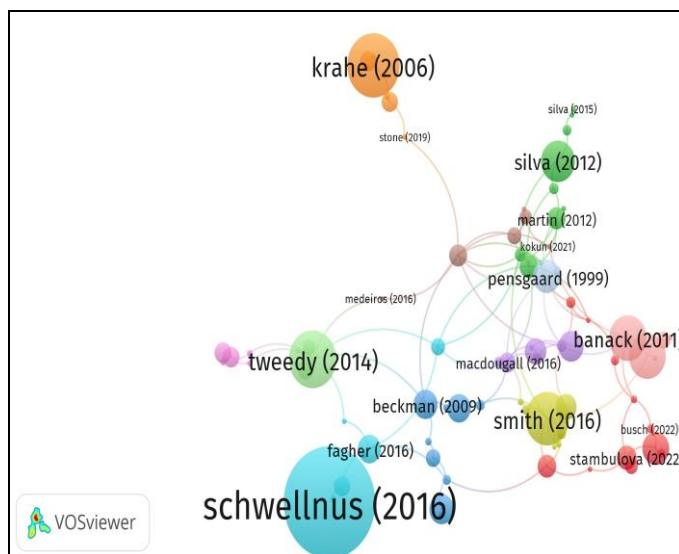 krahe (2006)
silva (2015)
stone (2019)
silva (2012)
martin (2012)
kokun (2021)
pensgaard (1999)
medeiros (2016)
banack (2011)
tweedy (2014)
macdougall (2016)
beckman (2009)
smith (2016)
busch (2022)
fagher (2016)
stambulova (2022
schwellnus (2016)
VOSviewer